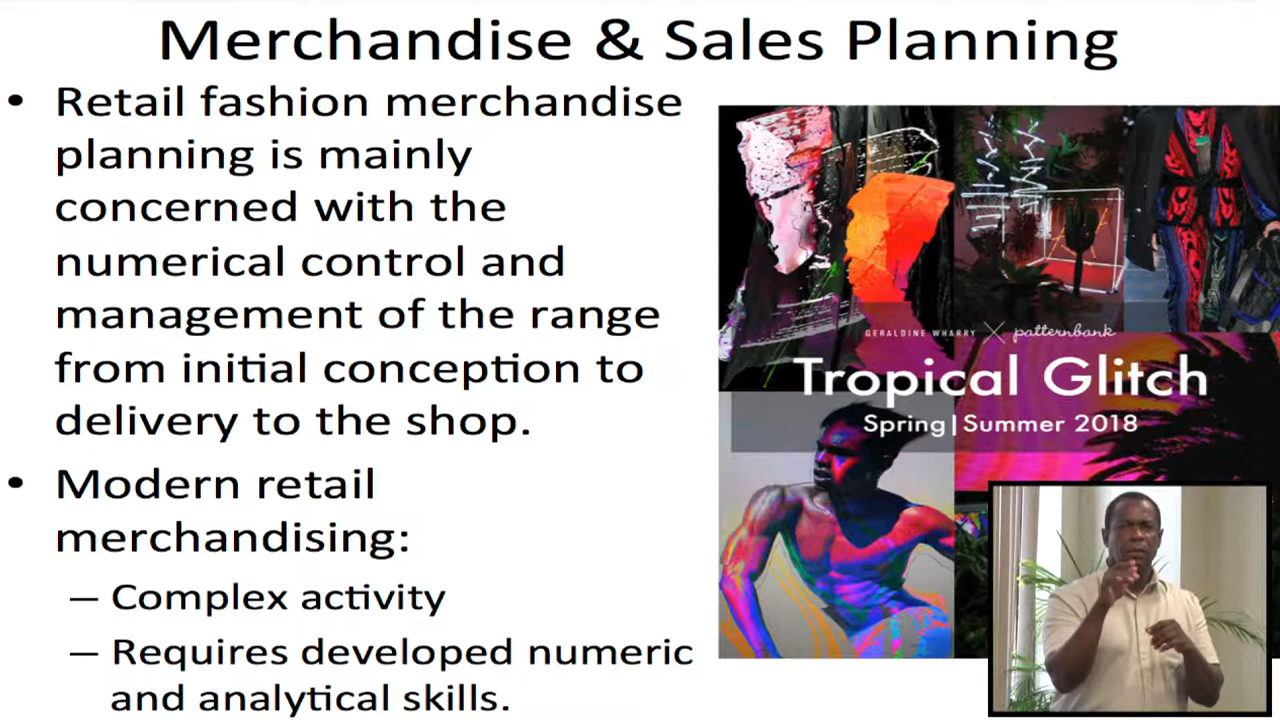 Merchandise & Sales Planning
• Retail fashion merchandise
planning is mainly
concerned with the
numerical control and
management of the range
from initial conception to
delivery to the shop.
• Modern retail
merchandising:
– Complex activity
– Requires developed numeric
and analytical skills.
GERALDINE WHARRY X patternbank
Tropical Glitch
Spring|Summer 2018